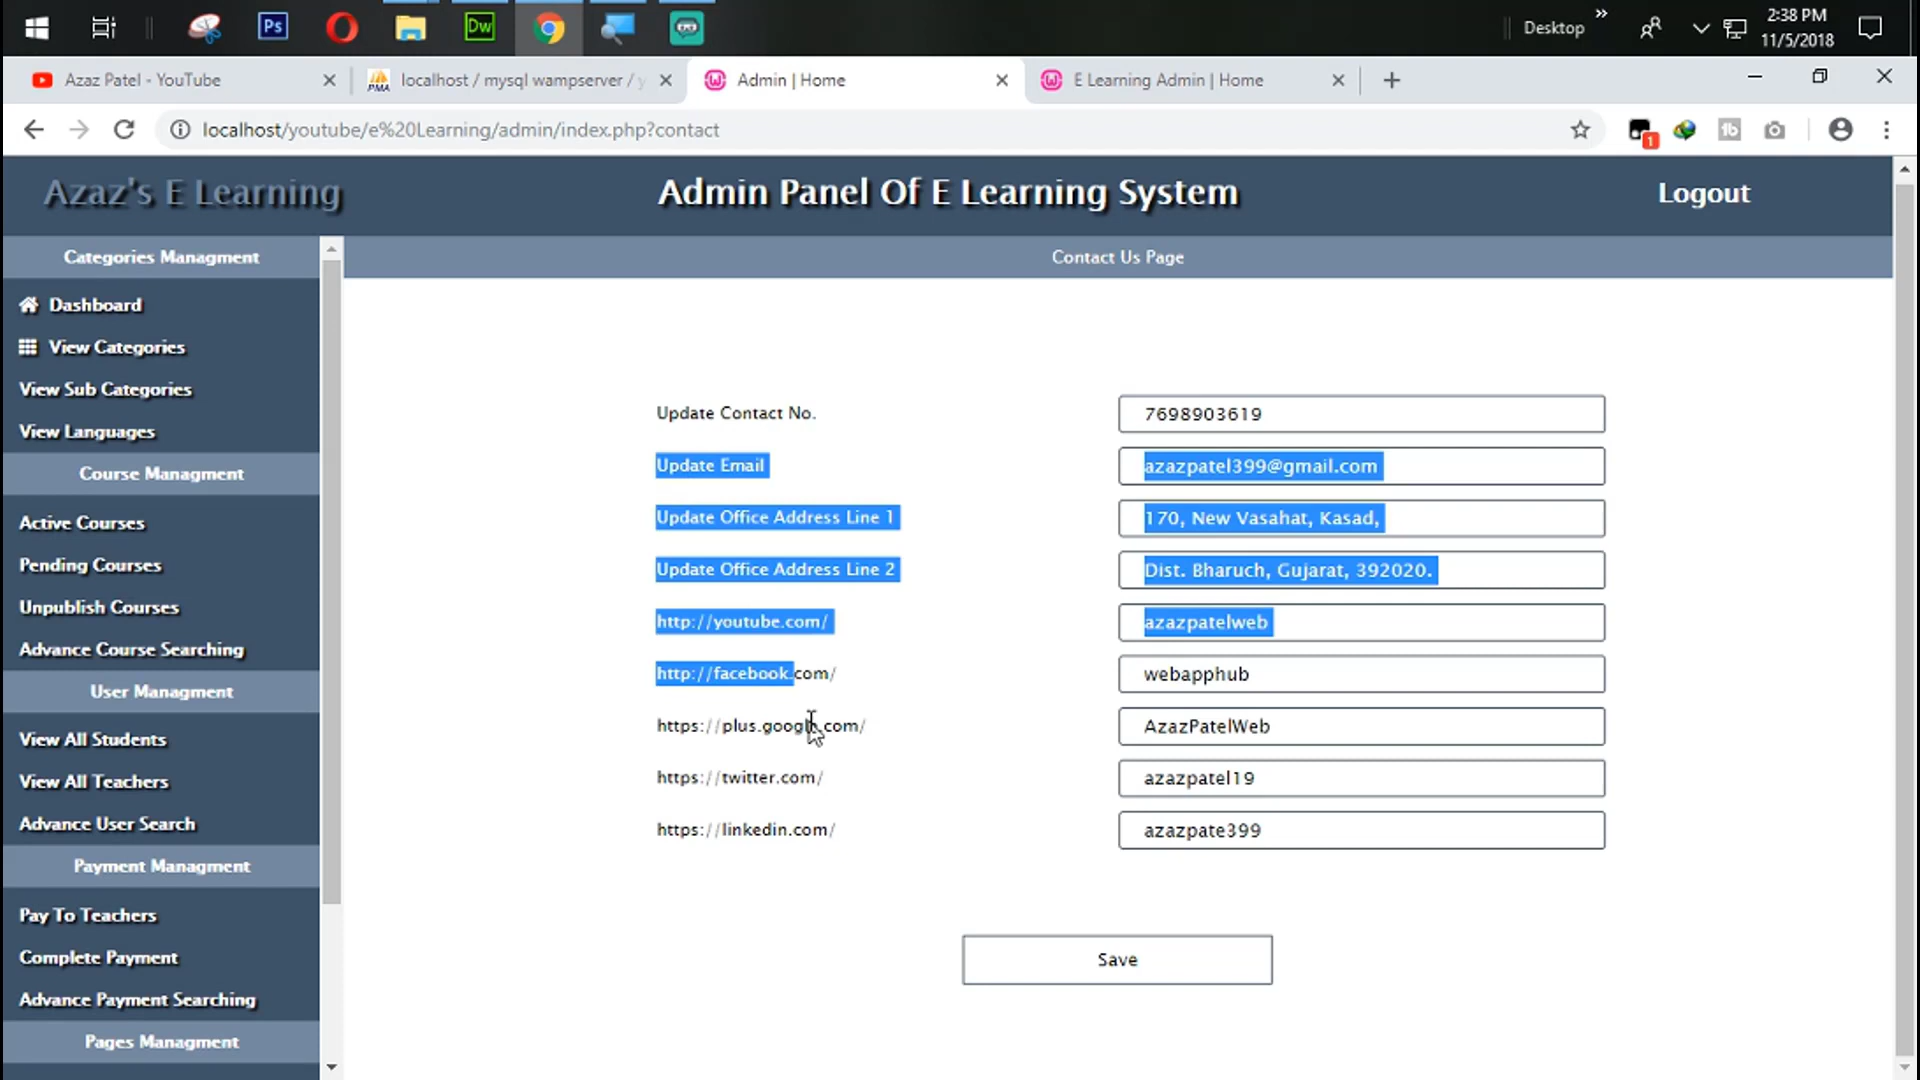 Ps
Dw
Desktop
»
2:38 PM
11/5/2018
Azaz Patel - YouTube
PMA
localhost / mysql wampserver / y
Admin | Home
E Learning Admin | Home
localhost/youtube/e%20Learning/admin/index.php?contact
1
tb
Azaz's E Learning
Admin Panel Of E Learning System
Logout
Categories Managment
Dashboard
View Categories
View Sub Categories
View Languages
Course Managment
Active Courses
Pending Courses
Unpublish Courses
Advance Course Searching
User Managment
View All Students
View All Teachers
Advance User Search
Payment Managment
Pay To Teachers
Complete Payment
Advance Payment Searching
Pages Managment
Contact Us Page
Update Contact No. 7698903619
Update Email azazpatel399@gmail.com
Update Office Address Line 1 170, New Vasahat, Kasad,
Update Office Address Line 2 Dist. Bharuch, Gujarat, 392020.
http://youtube.com/ azazpatelweb
http://facebook.com/ webapphub
https://plus.google.com/ AzazPatelWeb
https://twitter.com/ azazpatel19
https://linkedin.com/ azazpate399
Save